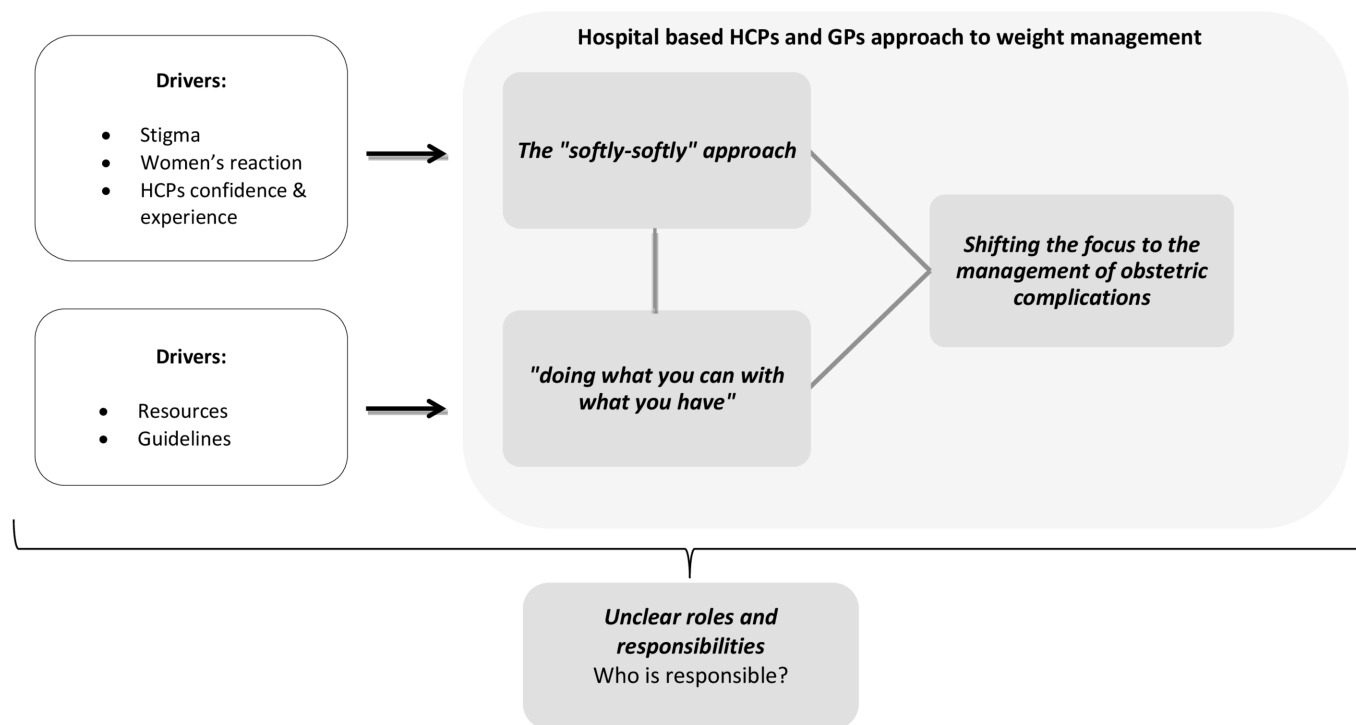 Hospital based HCPs and GPs approach to weight management
Drivers:
● Stigma
● Women’s reaction
● HCPs confidence &
experience
The "softly-softly" approach
Shifting the focus to the
management of obstetric
complications
Drivers:
● Resources
● Guidelines
"doing what you can with
what you have"
Unclear roles and
responsibilities
Who is responsible?